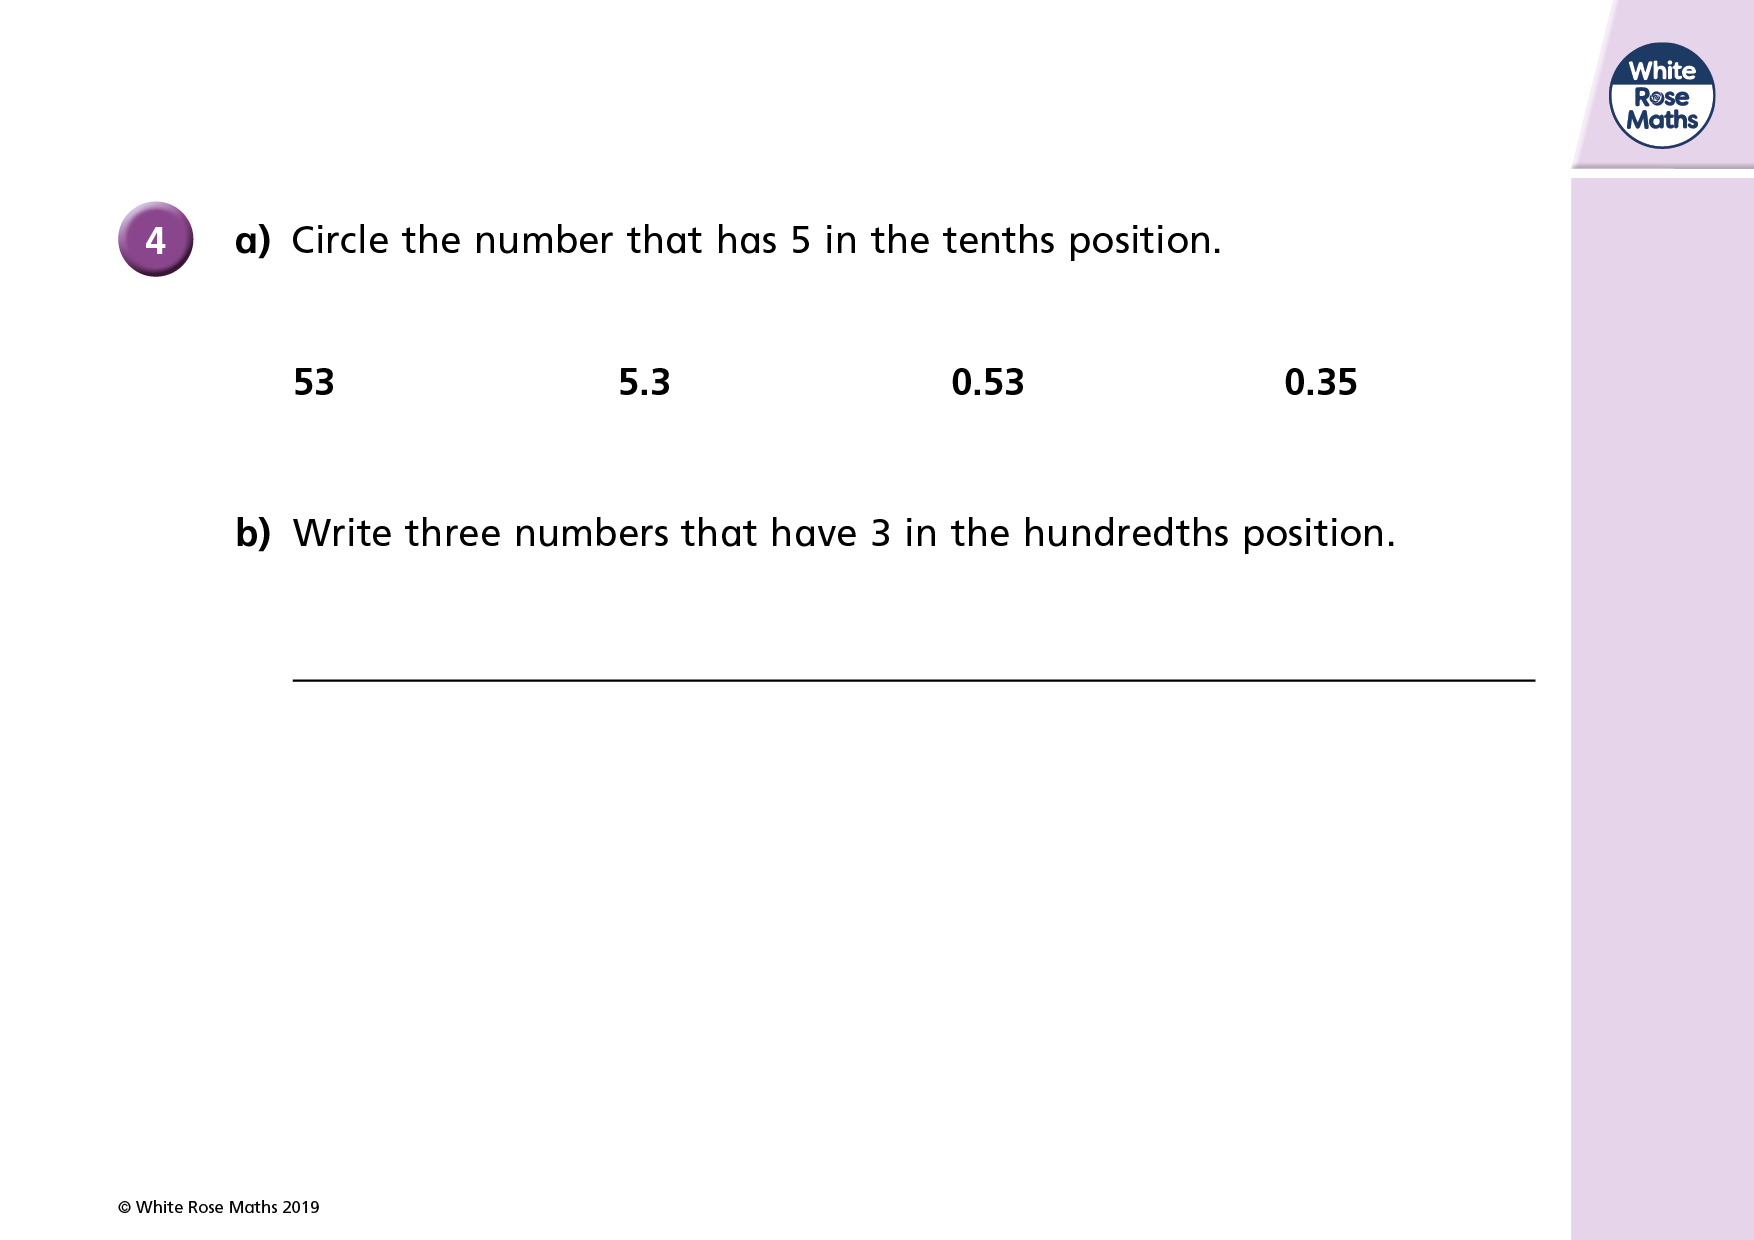 White
Rose
Maths
4 a) Circle the number that has 5 in the tenths position.
53 5.3 0.53 0.35
b) Write three numbers that have 3 in the hundredths position.
© White Rose Maths 2019